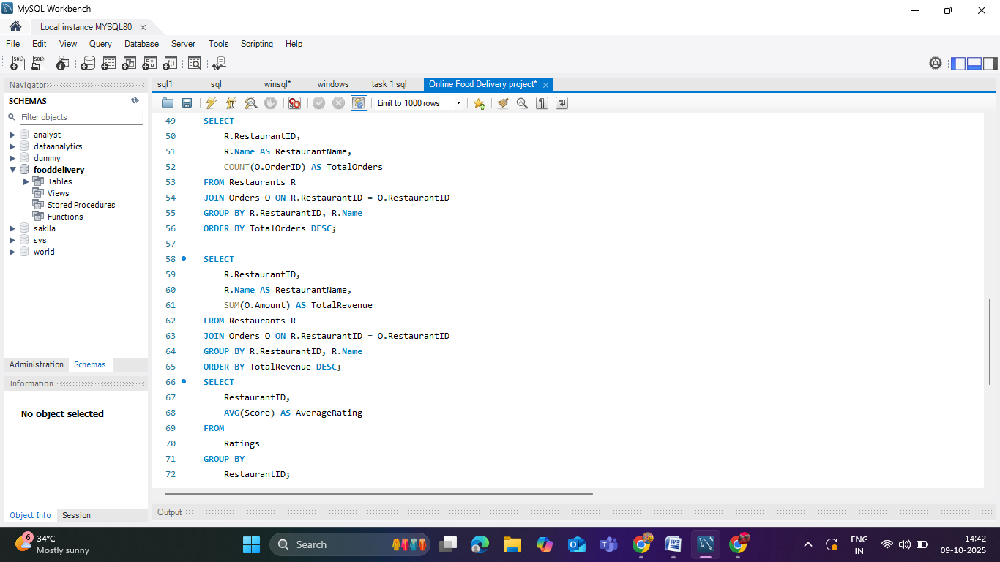 MySQL Workbench
Local instance MYSQL80
File Edit View Query Database Server Tools Scripting Help
Navigator
SCHEMAS
Filter objects
analyst
dataanalytics
dummy
fooddelivery
Tables
Views
Stored Procedures
Functions
sakila
sys
world
Administration Schemas
Information
No object selected
Object Info Session
sql1 sql winsql* windows task 1 sql Online Food Delivery project*
Limit to 1000 rows
49 SELECT
50 R.RestaurantID,
51 R.Name AS RestaurantName,
52 COUNT(O.OrderID) AS TotalOrders
53 FROM Restaurants R
54 JOIN Orders O ON R.RestaurantID = O.RestaurantID
55 GROUP BY R.RestaurantID, R.Name
56 ORDER BY TotalOrders DESC;
57
58 SELECT
59 R.RestaurantID,
60 R.Name AS RestaurantName,
61 SUM(O.Amount) AS TotalRevenue
62 FROM Restaurants R
63 JOIN Orders O ON R.RestaurantID = O.RestaurantID
64 GROUP BY R.RestaurantID, R.Name
65 ORDER BY TotalRevenue DESC;
66 SELECT
67 RestaurantID,
68 AVG(Score) AS AverageRating
69 FROM
70 Ratings
71 GROUP BY
72 RestaurantID;
Output
6
34°C
Mostly sunny
Search
ENG
IN
14:42
09-10-2025